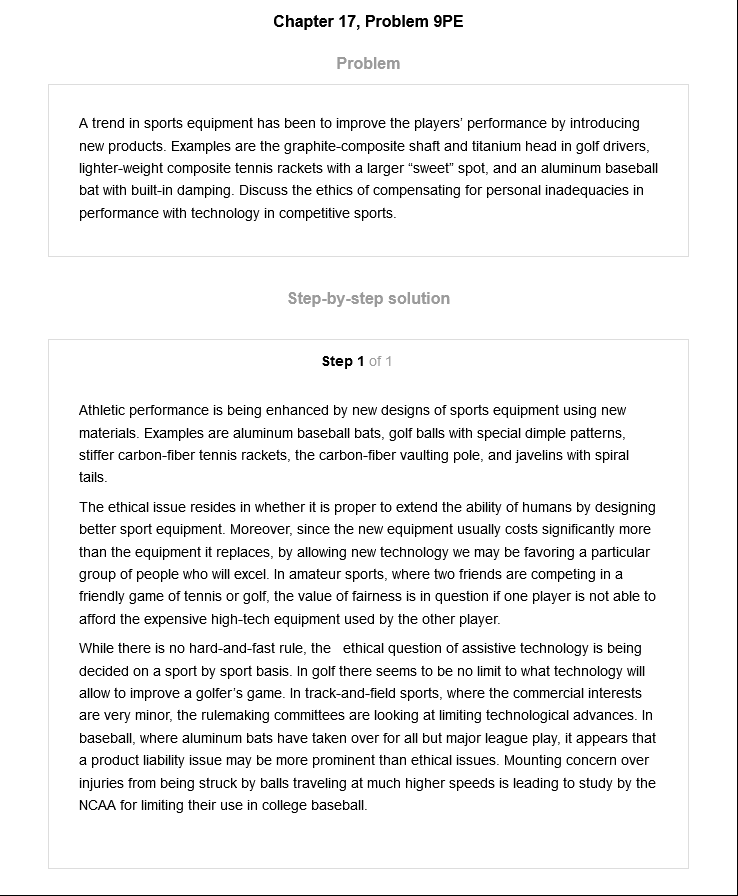 Chapter 17, Problem 9PE
Problem
A trend in sports equipment has been to improve the players’ performance by introducing
new products. Examples are the graphite-composite shaft and titanium head in golf drivers,
lighter-weight composite tennis rackets with a larger “sweet” spot, and an aluminum baseball
bat with built-in damping. Discuss the ethics of compensating for personal inadequacies in
performance with technology in competitive sports.
Step-by-step solution
Step 1 of 1
Athletic performance is being enhanced by new designs of sports equipment using new
materials. Examples are aluminum baseball bats, golf balls with special dimple patterns,
stiffer carbon-fiber tennis rackets, the carbon-fiber vaulting pole, and javelins with spiral
tails.
The ethical issue resides in whether it is proper to extend the ability of humans by designing
better sport equipment. Moreover, since the new equipment usually costs significantly more
than the equipment it replaces, by allowing new technology we may be favoring a particular
group of people who will excel. In amateur sports, where two friends are competing in a
friendly game of tennis or golf, the value of fairness is in question if one player is not able to
afford the expensive high-tech equipment used by the other player.
While there is no hard-and-fast rule, the ethical question of assistive technology is being
decided on a sport by sport basis. In golf there seems to be no limit to what technology will
allow to improve a golfer’s game. In track-and-field sports, where the commercial interests
are very minor, the rulemaking committees are looking at limiting technological advances. In
baseball, where aluminum bats have taken over for all but major league play, it appears that
a product liability issue may be more prominent than ethical issues. Mounting concern over
injuries from being struck by balls traveling at much higher speeds is leading to study by the
NCAA for limiting their use in college baseball.